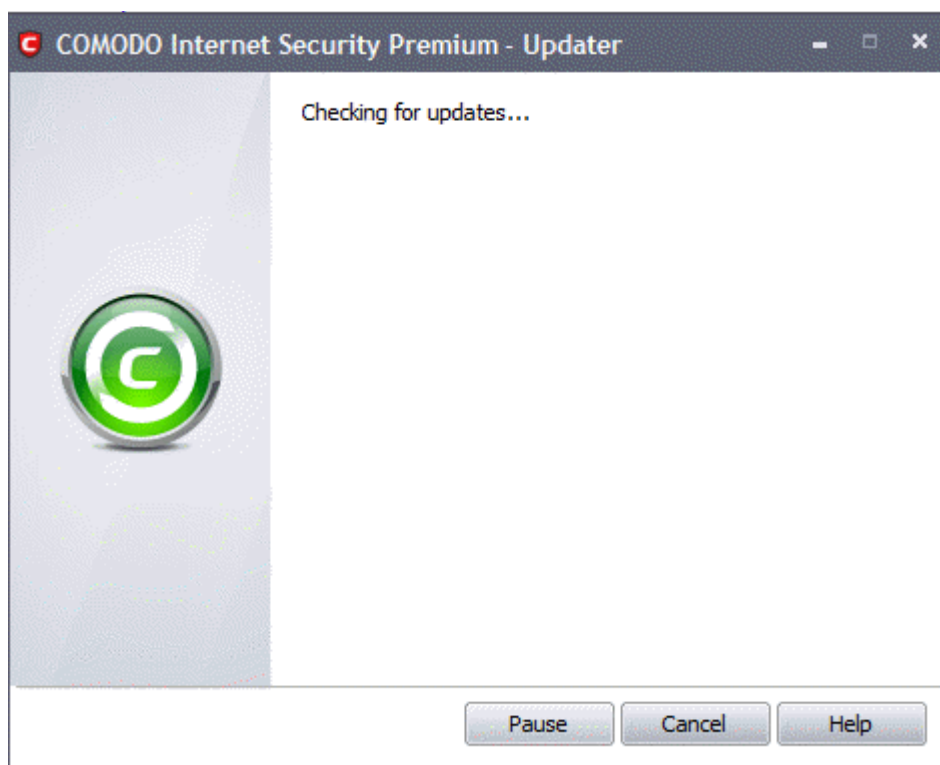 COMODO Internet Security Premium - Updater
Checking for updates...
C
Pause Cancel Help